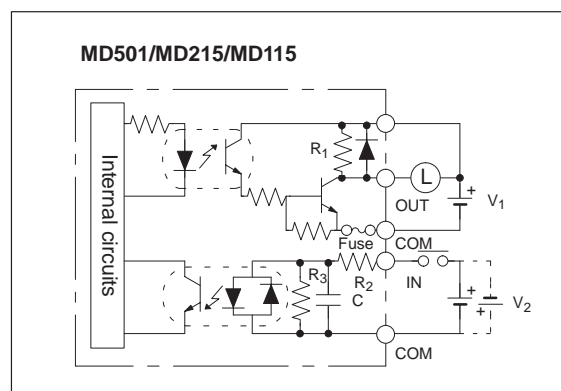 MD501/MD215/MD115
Internal circuits
R1
L
OUT
+
V1
Fuse
COM
R3
C
R2
IN
+
+
V2
COM